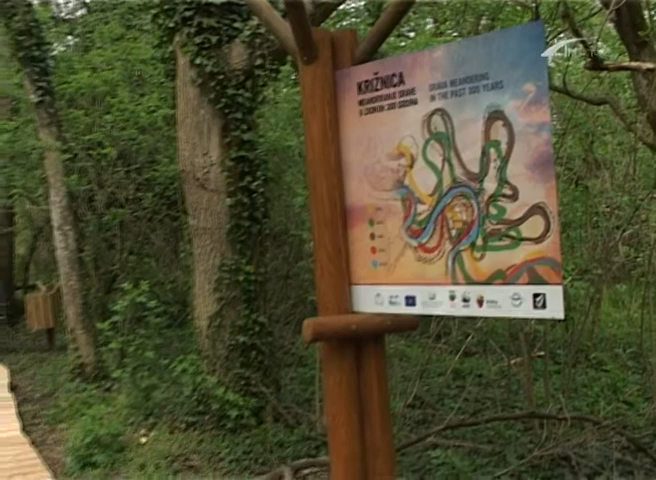 KRIŽNICA
MEANDRIRANJE DRAVE
U ZADNJIH 300 GODINA
DRAVA MEANDERING
IN THE PAST 300 YEARS